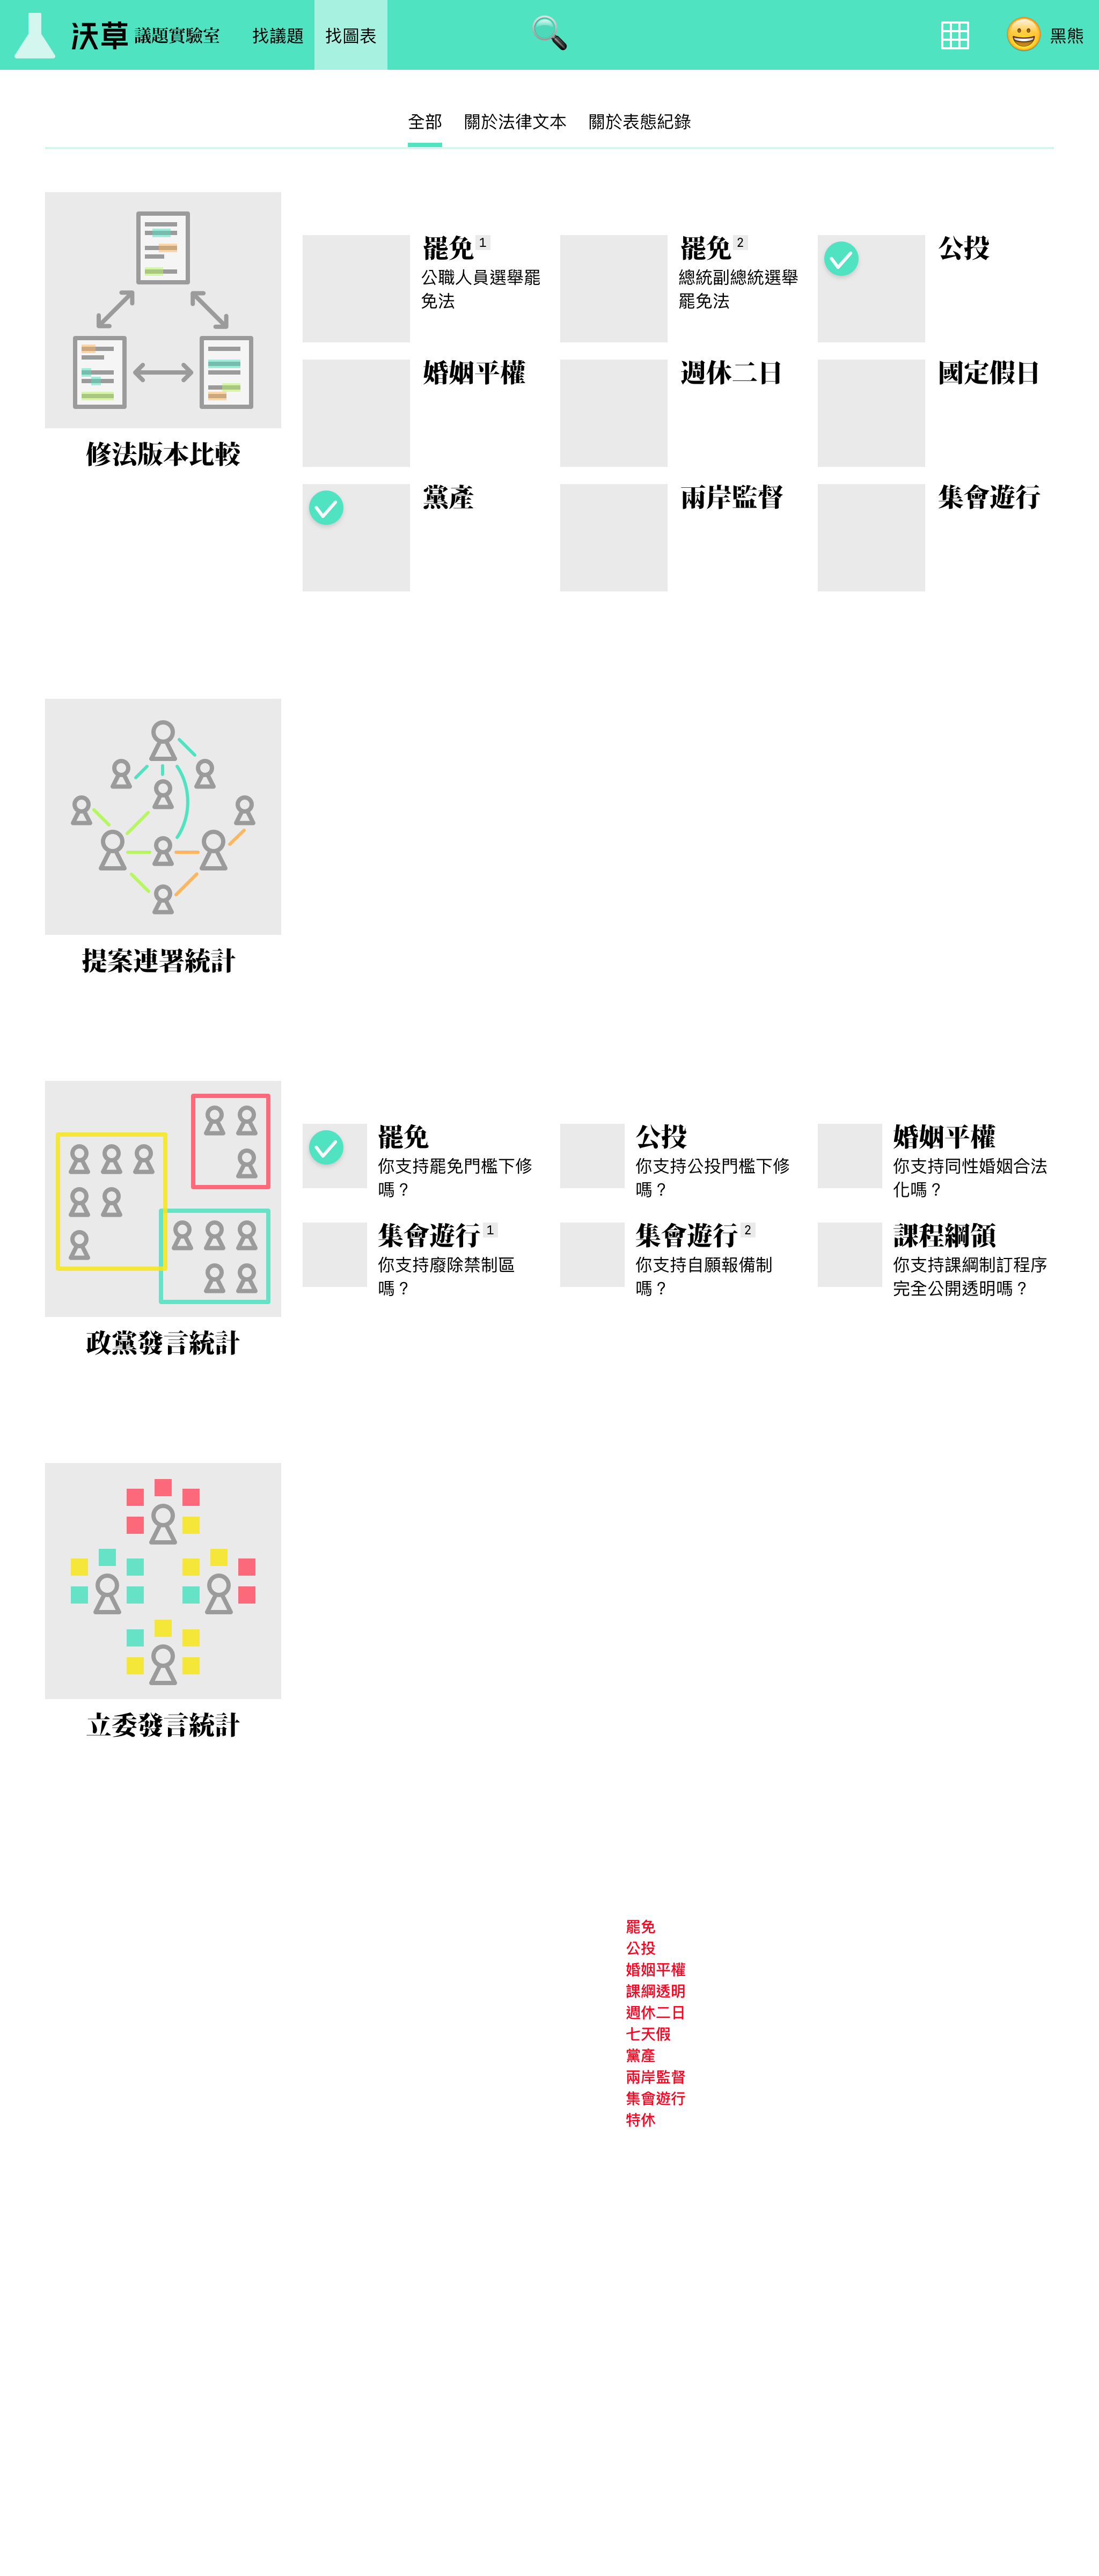 沃草 議題實驗室 找議題 找圖表 黑熊
全部 關於法律文本 關於表態紀錄
修法版本比較
罷免 1
公職人員選舉罷
免法
罷免 2
總統副總統選舉
罷免法
公投
婚姻平權
週休二日
國定假日
黨產
兩岸監督
集會遊行
提案連署統計
政黨發言統計
罷免
你支持罷免門檻下修
嗎？
公投
你支持公投門檻下修
嗎？
婚姻平權
你支持同性婚姻合法
化嗎？
集會遊行 1
你支持廢除禁制區
嗎？
集會遊行 2
你支持自願報備制
嗎？
課程綱領
你支持課綱制訂程序
完全公開透明嗎？
立委發言統計
罷免
公投
婚姻平權
課綱透明
週休二日
七天假
黨產
兩岸監督
集會遊行
特休